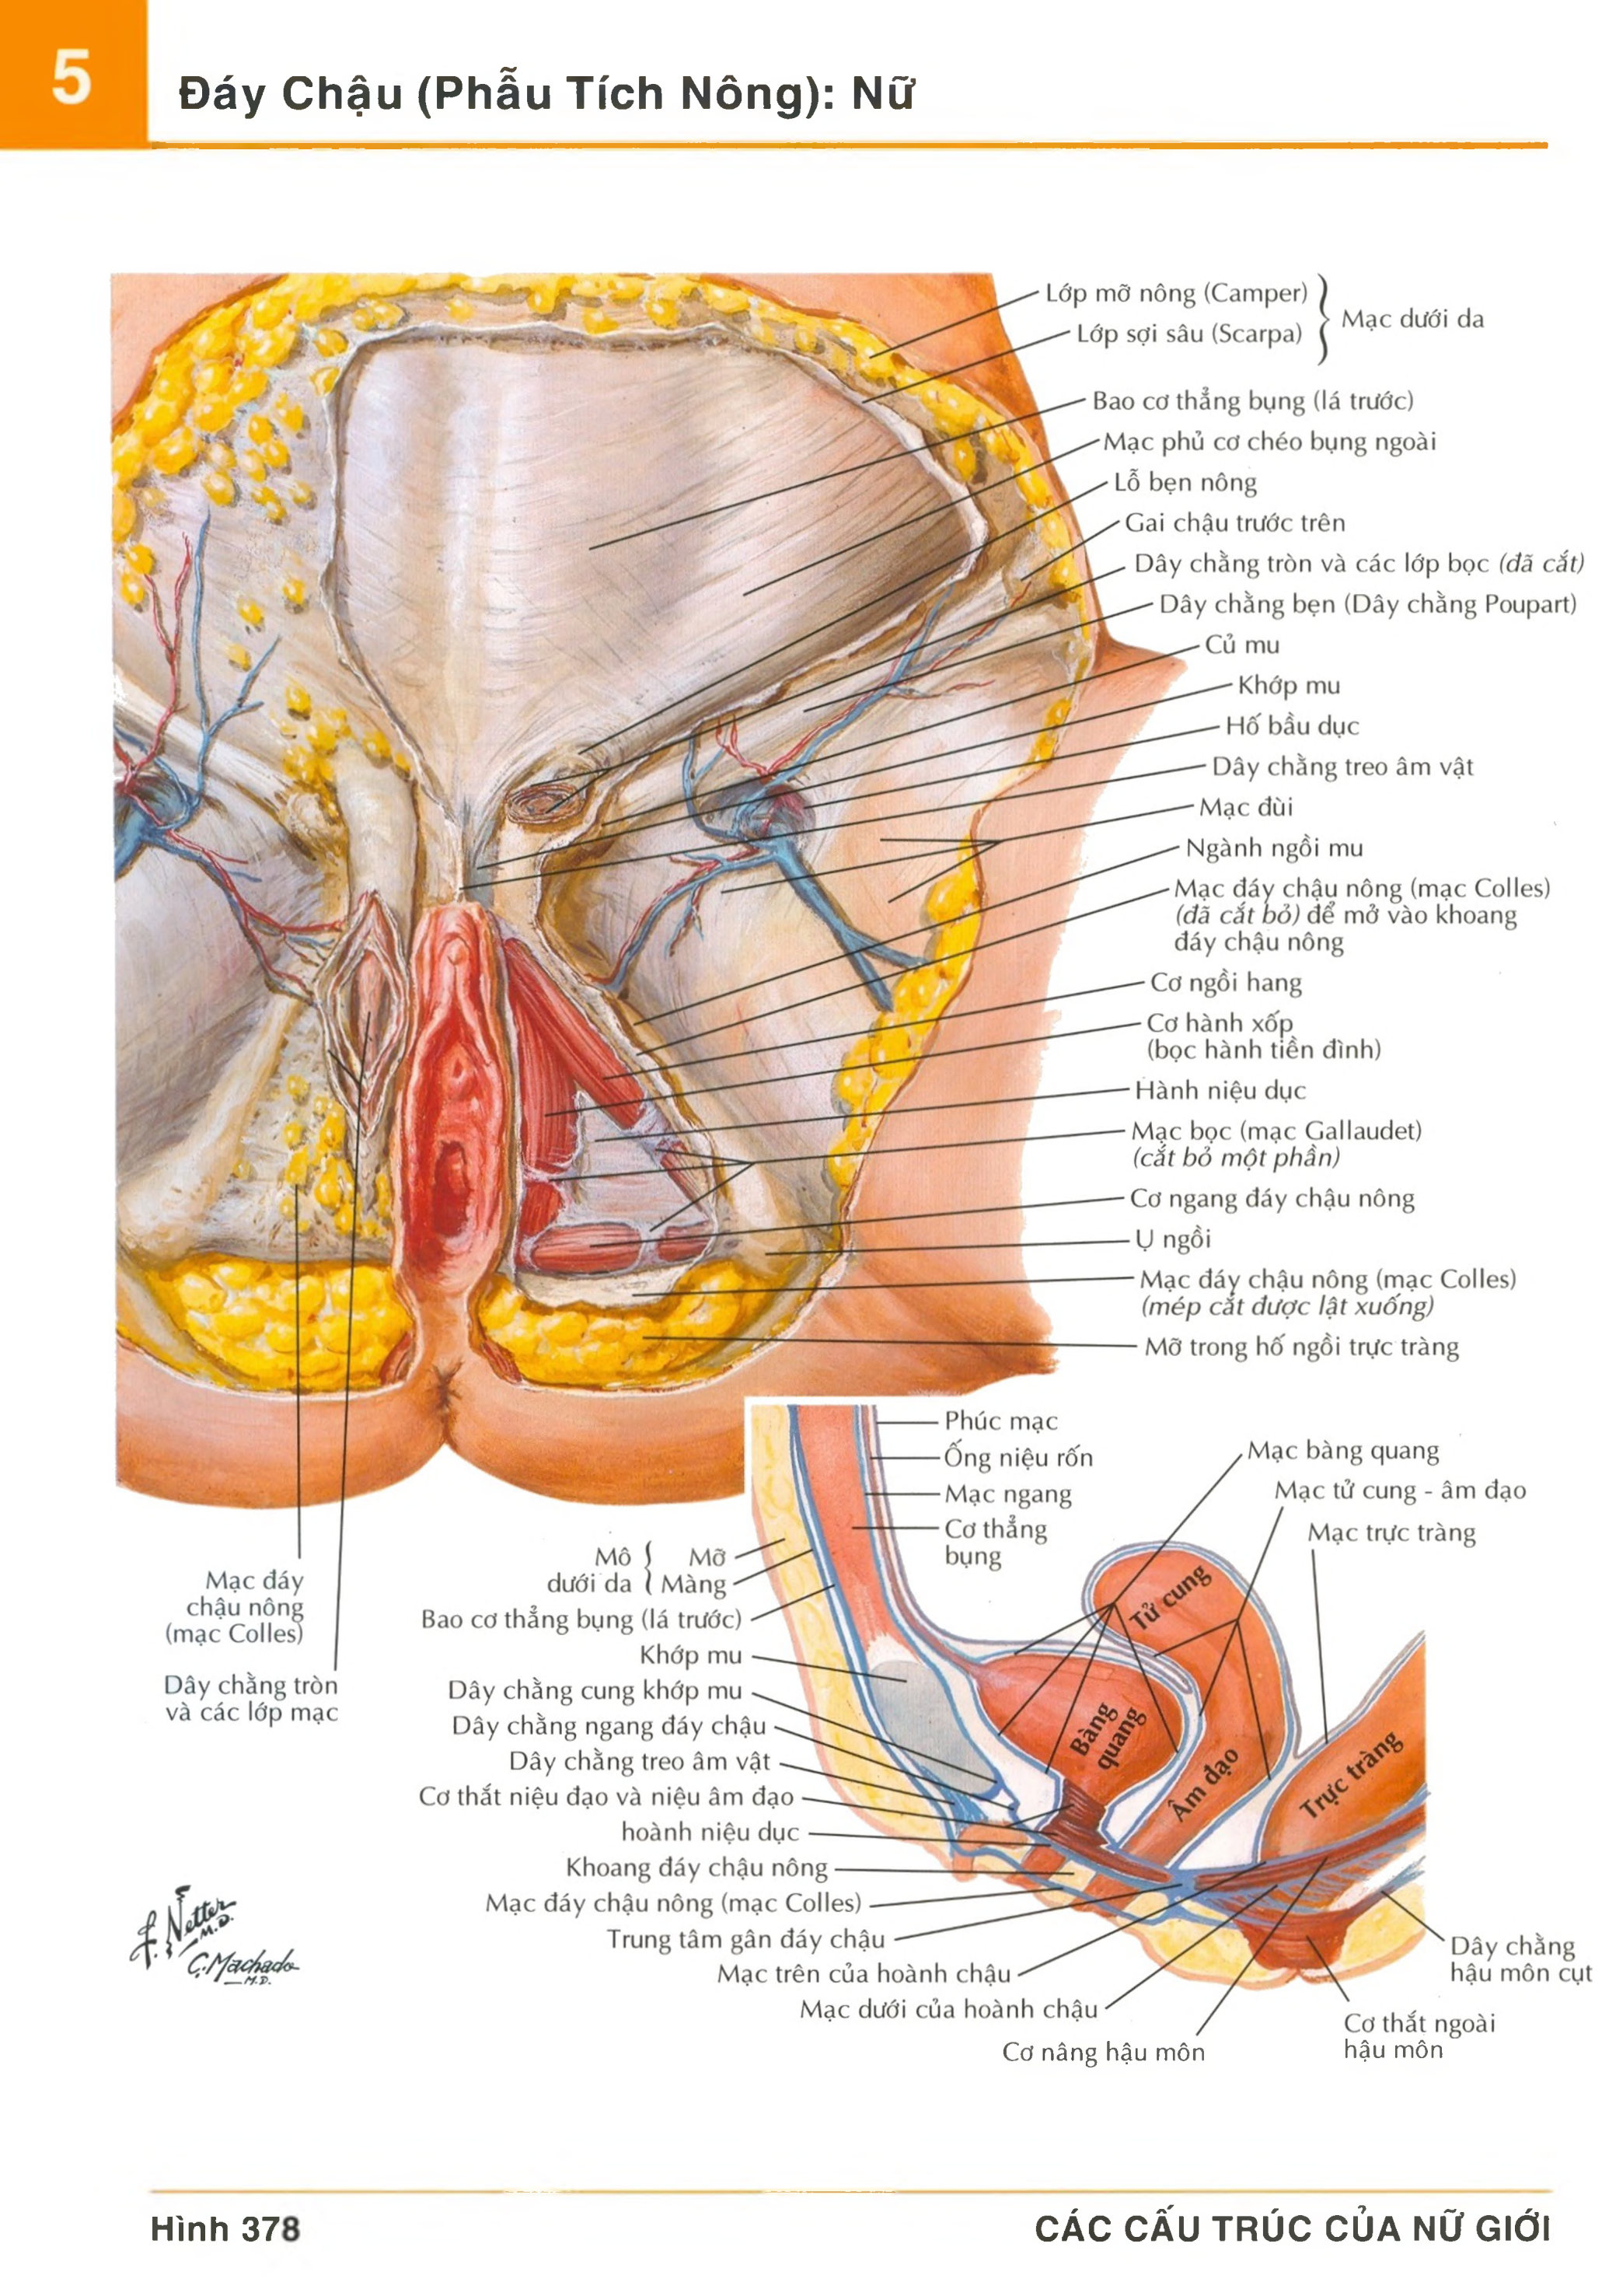 5
Đáy Chậu (Phẫu Tích Nông): Nữ
Lớp mỡ nông (Camper)
Lớp sợi sâu (Scarpa)
Mạc dưới da
Bao cơ thẳng bụng (lá trước)
Mạc phủ cơ chéo bụng ngoài
Lỗ bẹn nông
Gai chậu trước trên
Dây chằng tròn và các lớp bọc (đã cắt)
Dây chằng bẹn (Dây chằng Poupart)
Củ mu
Khớp mu
Hố bầu dục
Dây chằng treo âm vật
Mạc đùi
Ngành ngồi mu
Mạc đáy chậu nông (mạc Colles)
(đã cắt bỏ) để mở vào khoang
đáy chậu nông
Cơ ngồi hang
Cơ hành xốp
(bọc hành tiền đình)
Hành niệu dục
Mạc bọc (mạc Gallaudet)
(cắt bỏ một phần)
Cơ ngang đáy chậu nông
Ụ ngồi
Mạc đáy chậu nông (mạc Colles)
(mép cắt được lật xuống)
Mỡ trong hố ngồi trực tràng
Mạc đáy
chậu nông
(mạc Colles)
Dây chằng tròn
và các lớp mạc
Phúc mạc
Ống niệu rốn
Mạc ngang
Cơ thẳng
bụng
Mạc bàng quang
Mạc tử cung - âm đạo
Mạc trực tràng
Mô
dưới da
Mỡ
Màng
Bao cơ thẳng bụng (lá trước)
Khớp mu
Dây chằng cung khớp mu
Dây chằng ngang đáy chậu
Dây chằng treo âm vật
Cơ thắt niệu đạo và niệu âm đạo
hoành niệu dục
Khoang đáy chậu nông
Mạc đáy chậu nông (mạc Colles)
Trung tâm gân đáy chậu
Mạc trên của hoành chậu
Mạc dưới của hoành chậu
Cơ nâng hậu môn
Tử cung
Bàng
quang
Âm đạo
Trực tràng
Dây chằng
hậu môn cụt
Cơ thắt ngoài
hậu môn
F. Netter
M.D.
C. Machado
M.D.
Hình 378
CÁC CẤU TRÚC CỦA NỮ GIỚI